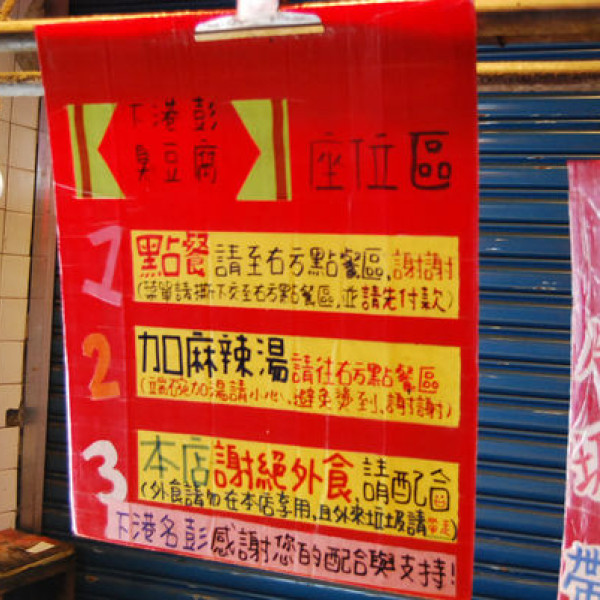 下港彭
臭豆腐
座位區
1
點餐 請至右方點餐區,謝謝
(菜單請撕下交至右方點餐區,並請先付款)
2
加麻辣湯 請往右方點餐區
(端碗加湯請小心、避免燙到、謝謝)
3
本店謝絕外食,請配合
(外食請勿在本店享用,且外來垃圾請帶走)
下港名彭感謝您的配合與支持!
帶